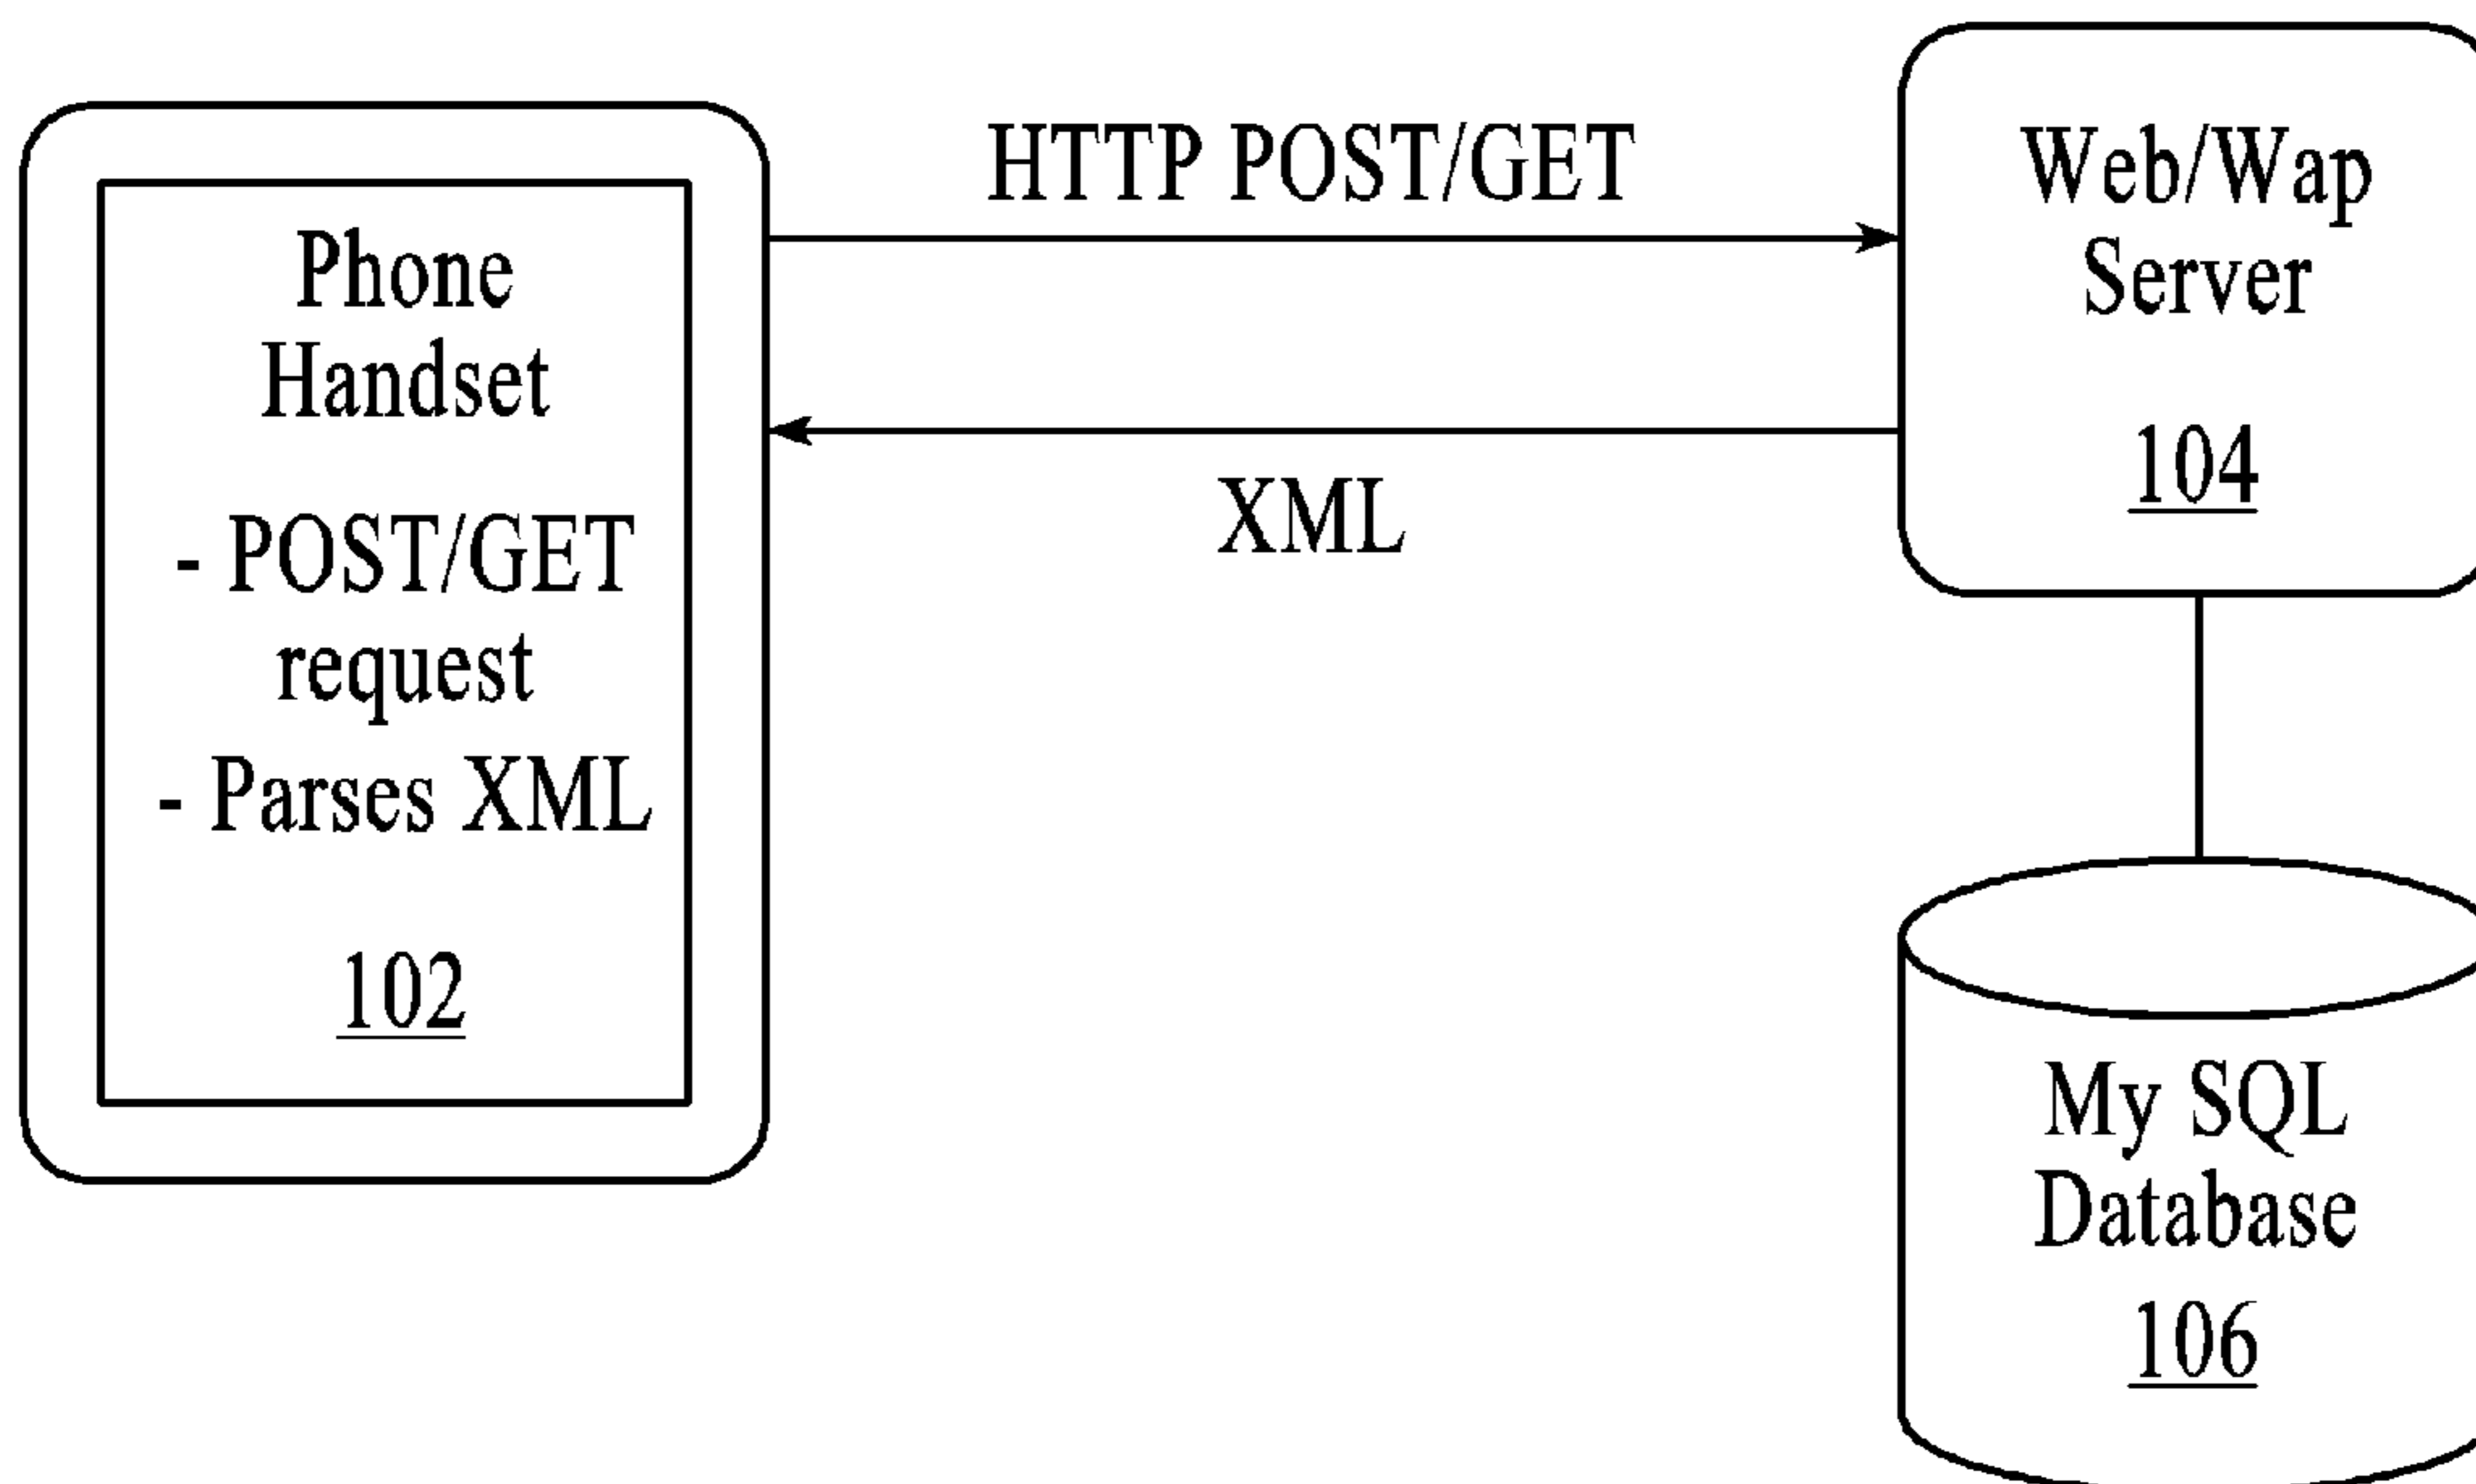 Phone
Handset
- POST/GET
request
- Parses XML
102
HTTP POST/GET
XML
Web/Wap
Server
104
My SQL
Database
106